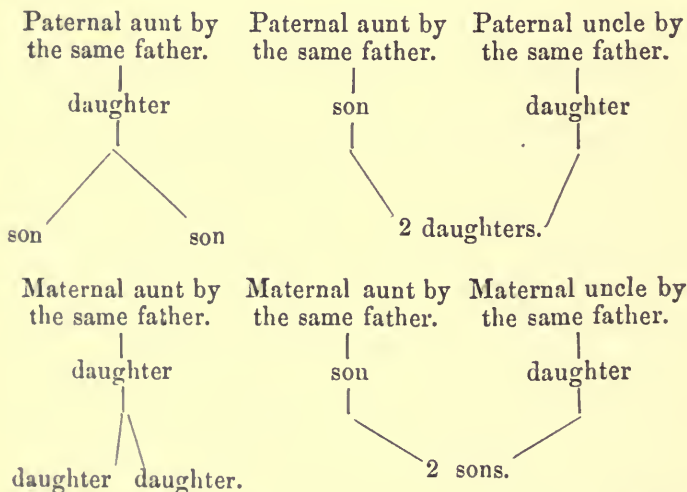 Paternal aunt by Paternal aunt by Paternal uncle by
the same father. the same father. the same father.
daughter son daughter
son son 2 daughters.
Maternal aunt by Maternal aunt by Maternal uncle by
the same father. the same father. the same father.
daughter son daughter
daughter daughter. 2 sons.